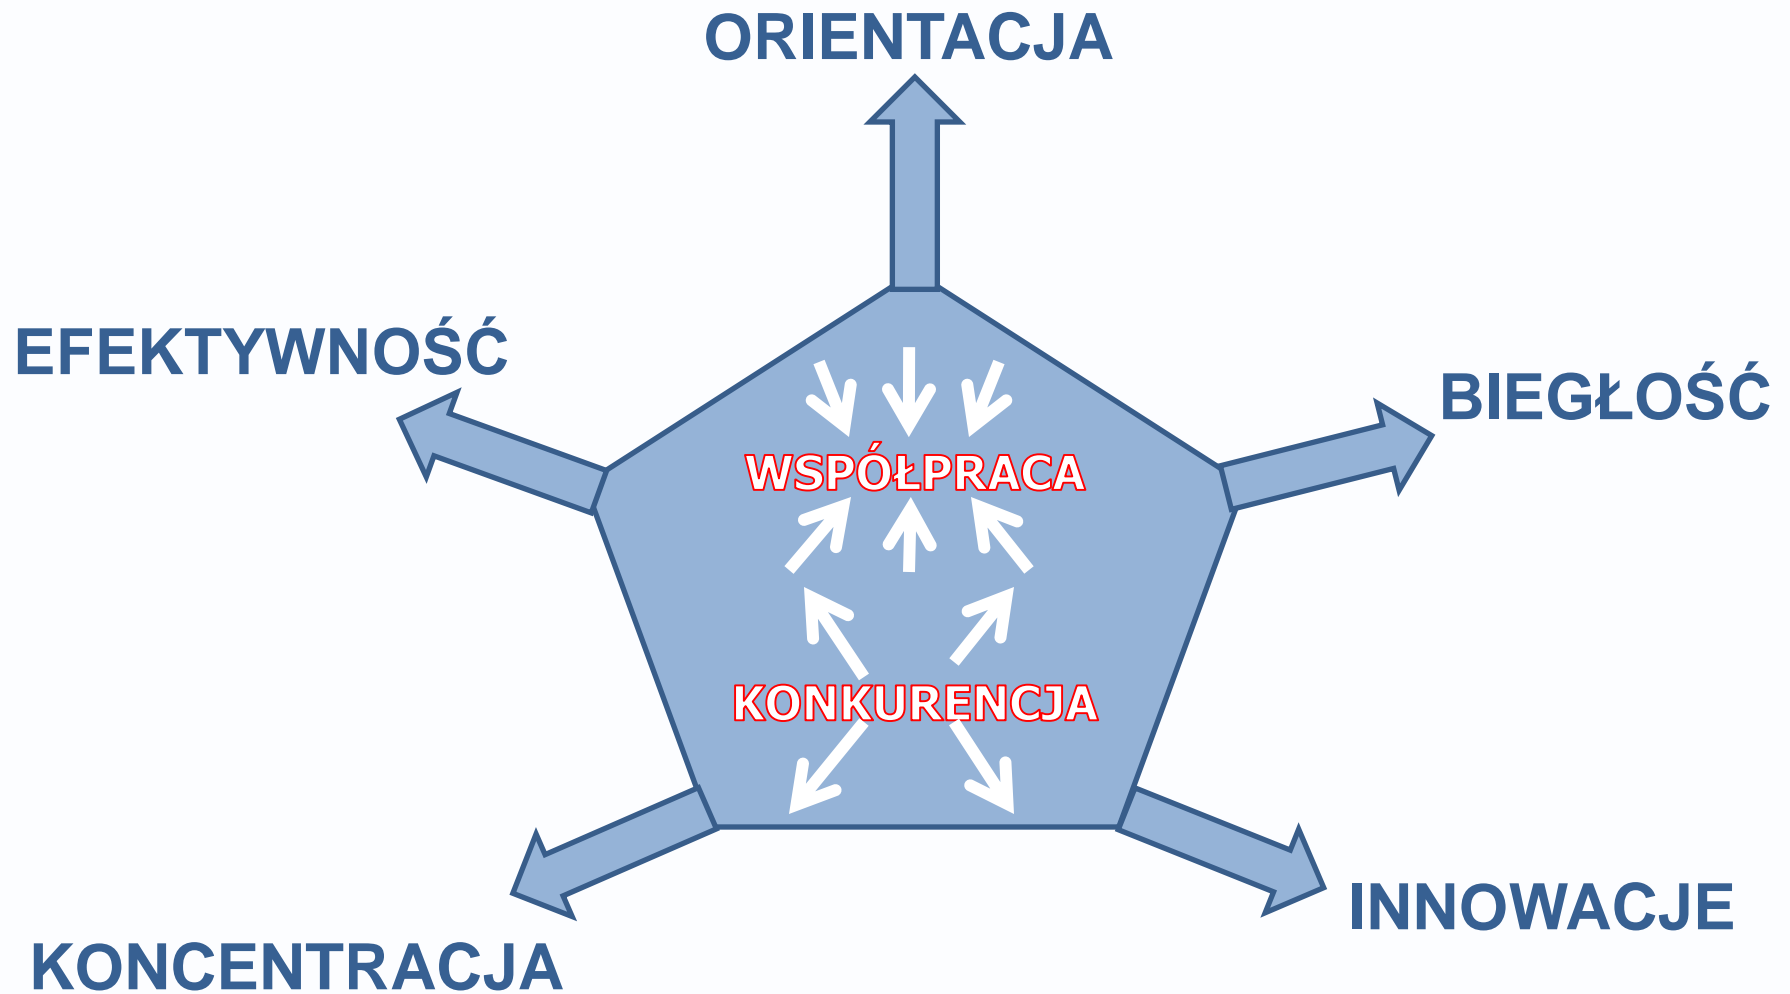 ORIENTACJA
EFEKTYWNOŚĆ
BIEGŁOŚĆ
WSPÓŁPRACA
KONKURENCJA
INNOWACJE
KONCENTRACJA